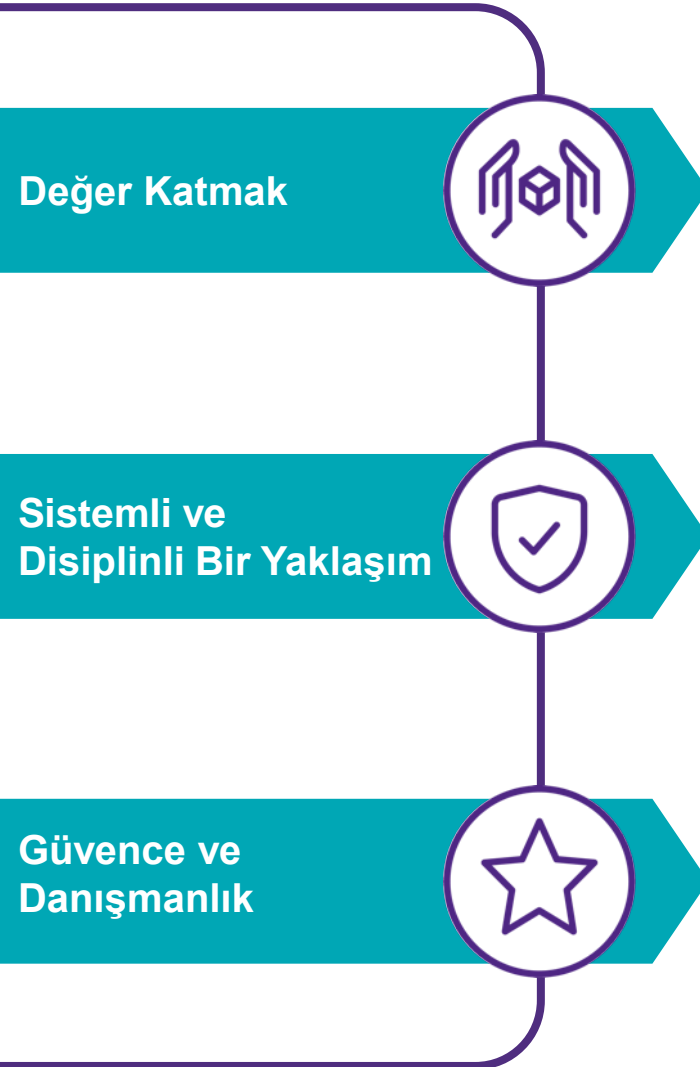 Değer Katmak
Sistemli ve
Disiplinli Bir Yaklaşım
Güvence ve
Danışmanlık